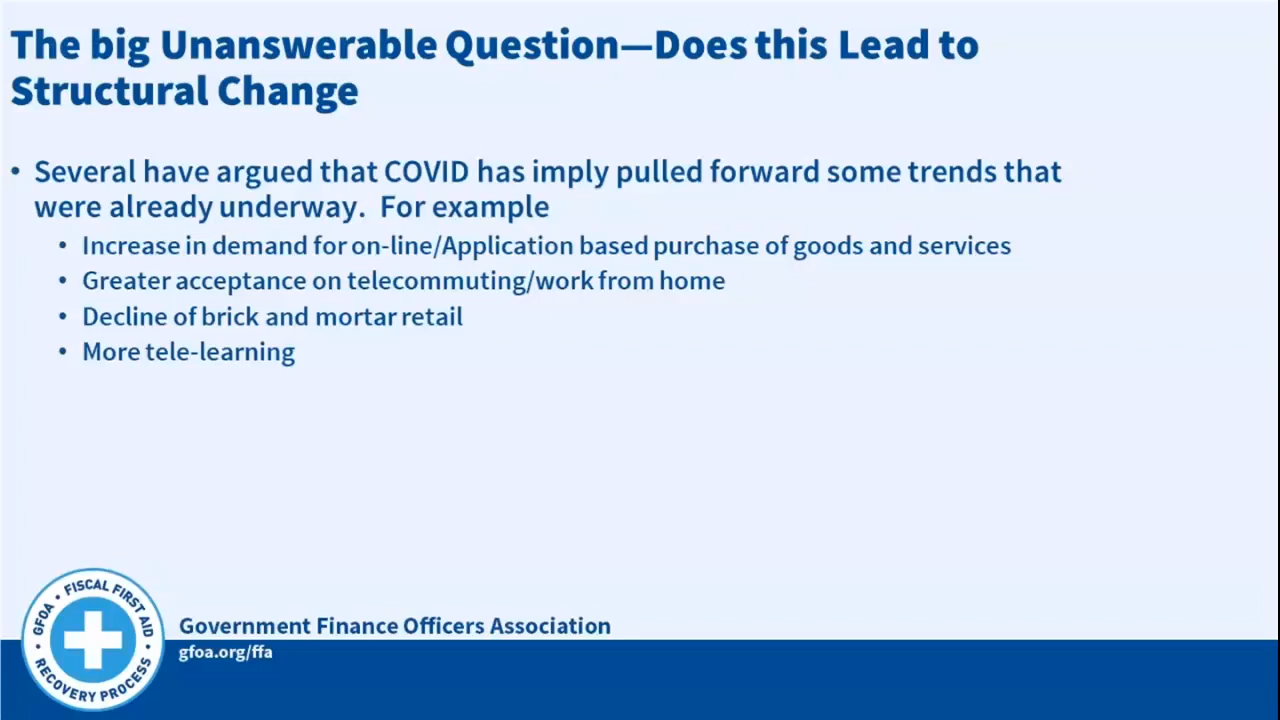 The big Unanswerable Question—Does this Lead to
Structural Change
• Several have argued that COVID has imply pulled forward some trends that
were already underway.  For example
• Increase in demand for on-line/Application based purchase of goods and services
• Greater acceptance on telecommuting/work from home
• Decline of brick and mortar retail
• More tele-learning
GFOA • FISCAL FIRST AID
• RECOVERY PROCESS •
Government Finance Officers Association
gfoa.org/ffa